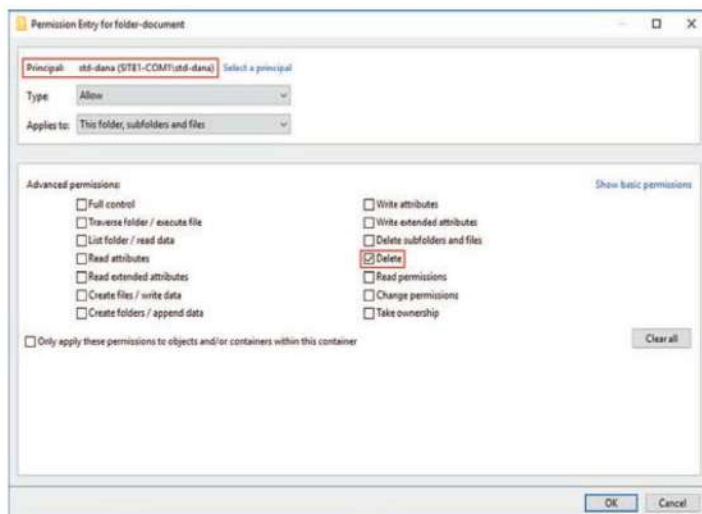 Permission Entry for folder-document
Principal: std-dana (SIT81-COM1\std-dana) Select a principal
Type: Allow
Applies to: This folder, subfolders and files
Advanced permissions: Show basic permissions
Full control
Traverse folder / execute file
List folder / read data
Read attributes
Read extended attributes
Create files / write data
Create folders / append data
Write attributes
Write extended attributes
Delete subfolders and files
Delete
Read permissions
Change permissions
Take ownership
Only apply these permissions to objects and/or containers within this container
Clear all
OK Cancel